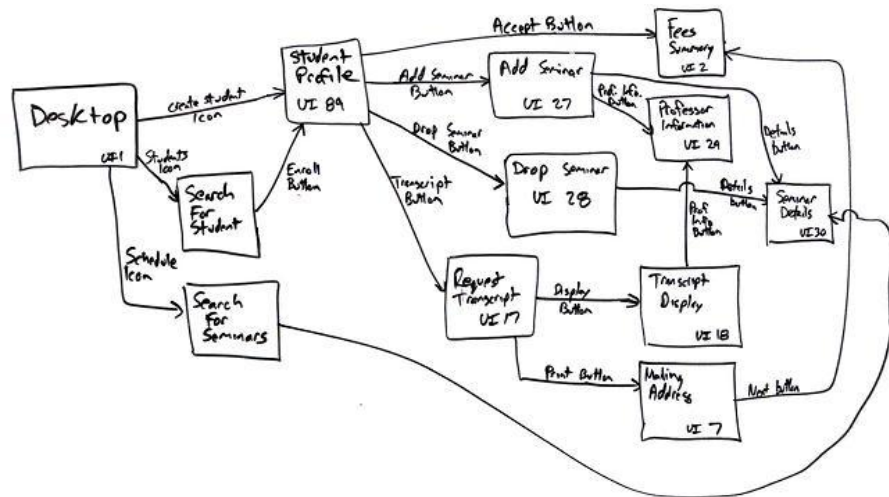 Accept Button
Fees
Summary
UI 2
Student
Profile
UI 89
Add Seminar
Button
Add Seminar
UI 27
Prof. Info.
Button
Professor
Information
UI 29
Desktop
UI 1
Create Student
Icon
Drop Seminar
Button
Details
Button
Students
Icon
Enroll
Button
Search
For
Student
Transcript
Button
Drop Seminar
UI 28
Details
Button
Seminar
Details
UI 30
Prof
Info
Button
Schedule
Icon
Search
For
Seminars
Request
Transcript
UI 17
Display
Button
Transcript
Display
UI 18
Print Button
Mailing
Address
UI 7
Next Button